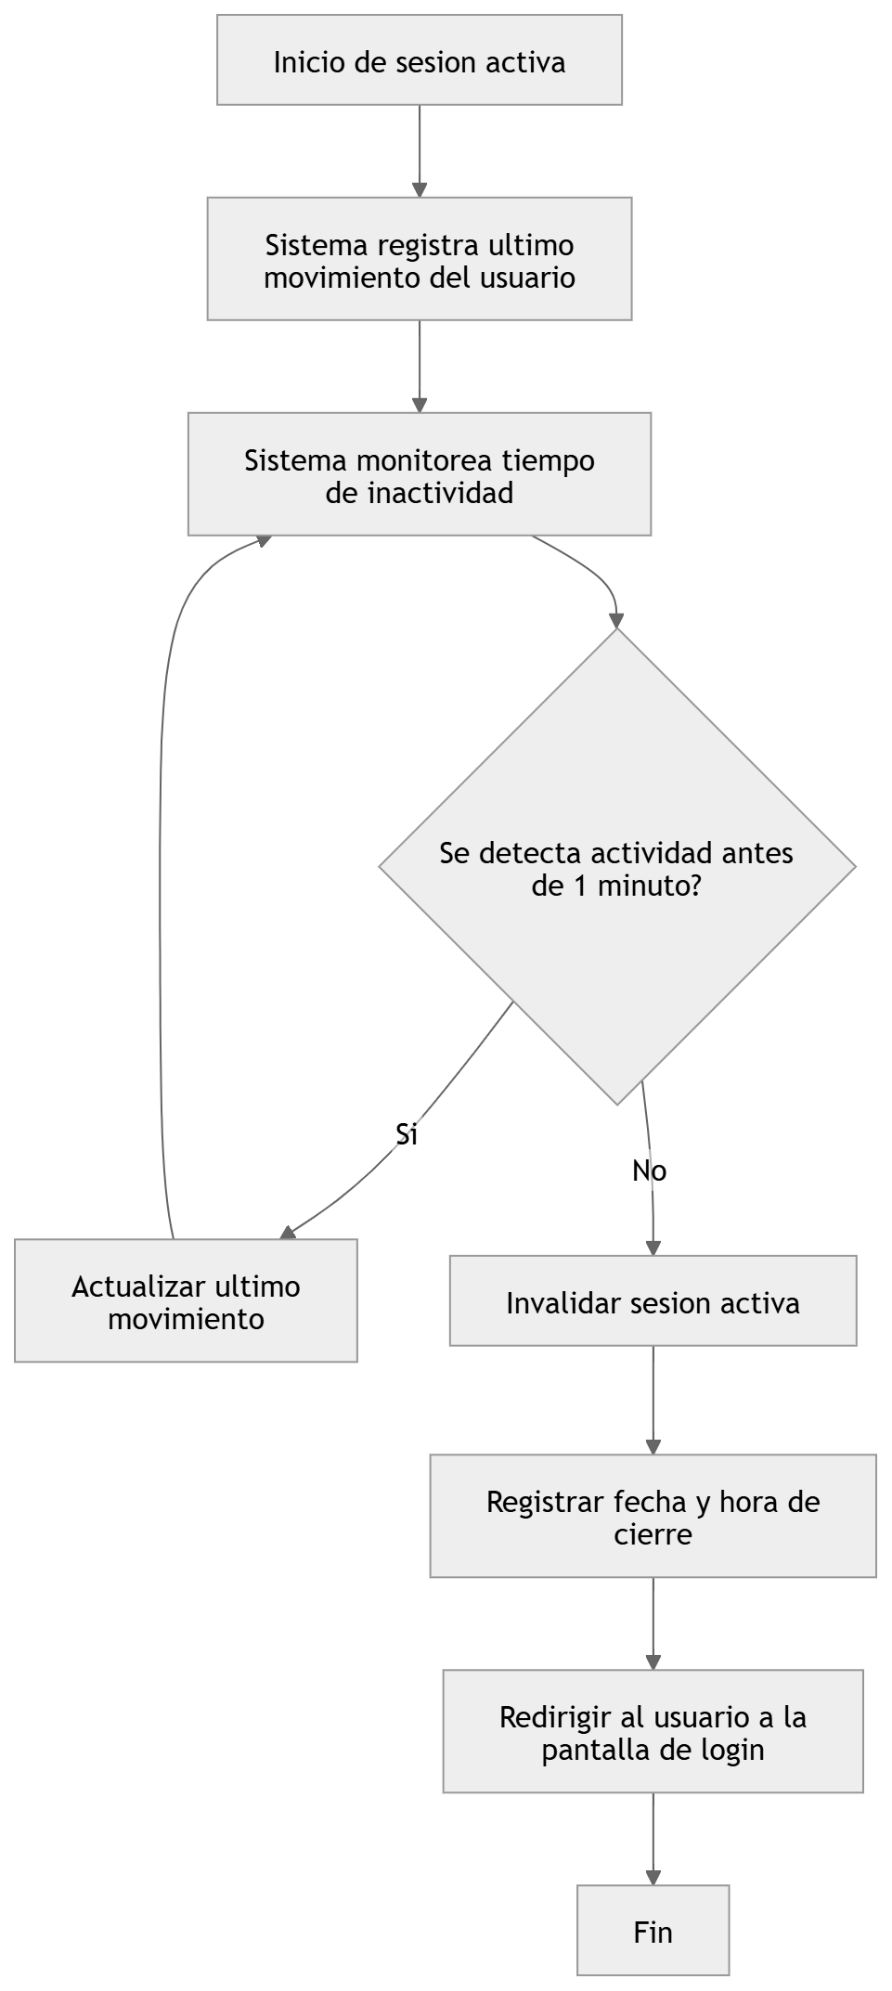 Inicio de sesion activa
Sistema registra ultimo
movimiento del usuario
Sistema monitorea tiempo
de inactividad
Se detecta actividad antes
de 1 minuto?
Si
No
Actualizar ultimo
movimiento
Invalidar sesion activa
Registrar fecha y hora de
cierre
Redirigir al usuario a la
pantalla de login
Fin